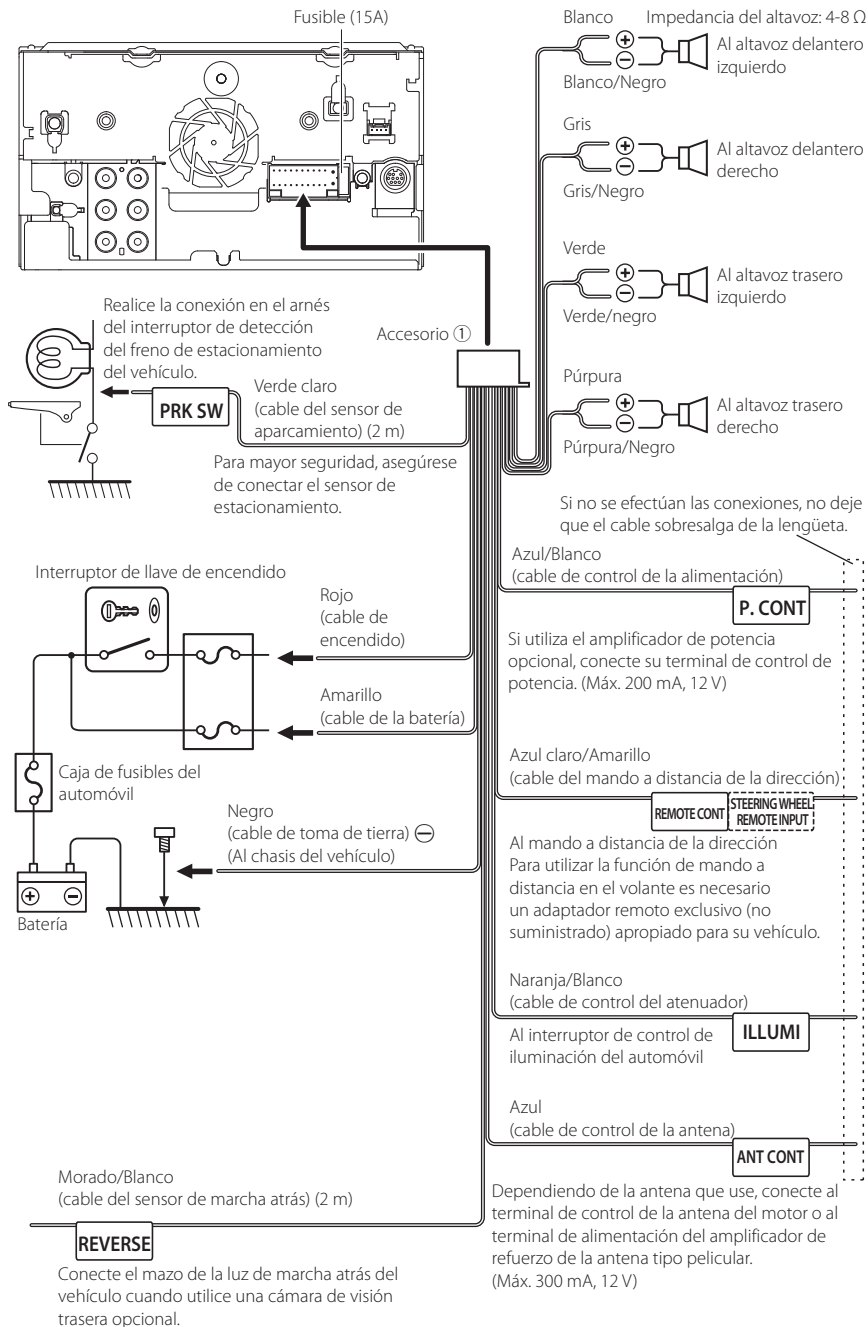 Fusible (15A)
Blanco
Impedancia del altavoz: 4-8 Ω
⊕
⊖
Al altavoz delantero
izquierdo
Blanco/Negro
Gris
⊕
⊖
Al altavoz delantero
derecho
Gris/Negro
Verde
⊕
⊖
Al altavoz trasero
izquierdo
Verde/negro
Púrpura
⊕
⊖
Al altavoz trasero
derecho
Púrpura/Negro
Realice la conexión en el arnés
del interruptor de detección
del freno de estacionamiento
del vehículo.
Accesorio ①
PRK SW
Verde claro
(cable del sensor de
aparcamiento) (2 m)
Para mayor seguridad, asegúrese
de conectar el sensor de
estacionamiento.
Si no se efectúan las conexiones, no deje
que el cable sobresalga de la lengüeta.
Azul/Blanco
(cable de control de la alimentación)
P. CONT
Si utiliza el amplificador de potencia
opcional, conecte su terminal de control de
potencia. (Máx. 200 mA, 12 V)
Interruptor de llave de encendido
Rojo
(cable de
encendido)
Amarillo
(cable de la batería)
Caja de fusibles del
automóvil
Negro
(cable de toma de tierra) ⊖
(Al chasis del vehículo)
⊕
⊖
Batería
Azul claro/Amarillo
(cable del mando a distancia de la dirección)
REMOTE CONT
STEERING WHEEL
REMOTE INPUT
Al mando a distancia de la dirección
Para utilizar la función de mando a
distancia en el volante es necesario
un adaptador remoto exclusivo (no
suministrado) apropiado para su vehículo.
Naranja/Blanco
(cable de control del atenuador)
ILLUMI
Al interruptor de control de
iluminación del automóvil
Azul
(cable de control de la antena)
ANT CONT
Dependiendo de la antena que use, conecte al
terminal de control de la antena del motor o al
terminal de alimentación del amplificador de
refuerzo de la antena tipo pelicular.
(Máx. 300 mA, 12 V)
Morado/Blanco
(cable del sensor de marcha atrás) (2 m)
REVERSE
Conecte el mazo de la luz de marcha atrás del
vehículo cuando utilice una cámara de visión
trasera opcional.